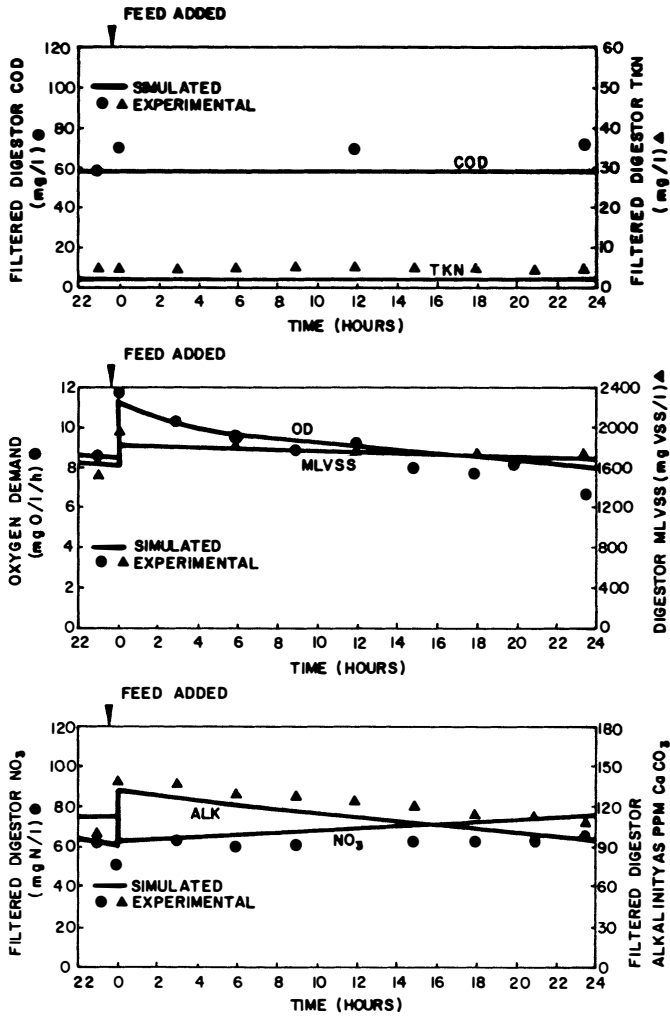 FEED ADDED
120
100
80
60
40
20
0
60
50
40
30
20
10
0
FILTERED DIGESTOR COD
(mg/l) ●
FILTERED DIGESTOR TKN
(mg/l) ▲
SIMULATED
● ▲ EXPERIMENTAL
COD
TKN
22 0 2 4 6 8 10 12 14 16 18 20 22 24
TIME (HOURS)
FEED ADDED
12
10
8
6
4
2
0
2400
2000
1600
1200
800
400
0
OXYGEN DEMAND
(mg O/l/h) ●
DIGESTOR MLVSS (mg VSS/l) ▲
OD
MLVSS
SIMULATED
● ▲ EXPERIMENTAL
22 0 2 4 6 8 10 12 14 16 18 20 22 24
TIME (HOURS)
FEED ADDED
120
100
80
60
40
20
0
180
150
120
90
60
30
0
FILTERED DIGESTOR NO₃
(mg N/l) ●
FILTERED DIGESTOR
ALKALINITY AS PPM CaCO₃
ALK
NO₃
SIMULATED
● ▲ EXPERIMENTAL
22 0 2 4 6 8 10 12 14 16 18 20 22 24
TIME (HOURS)